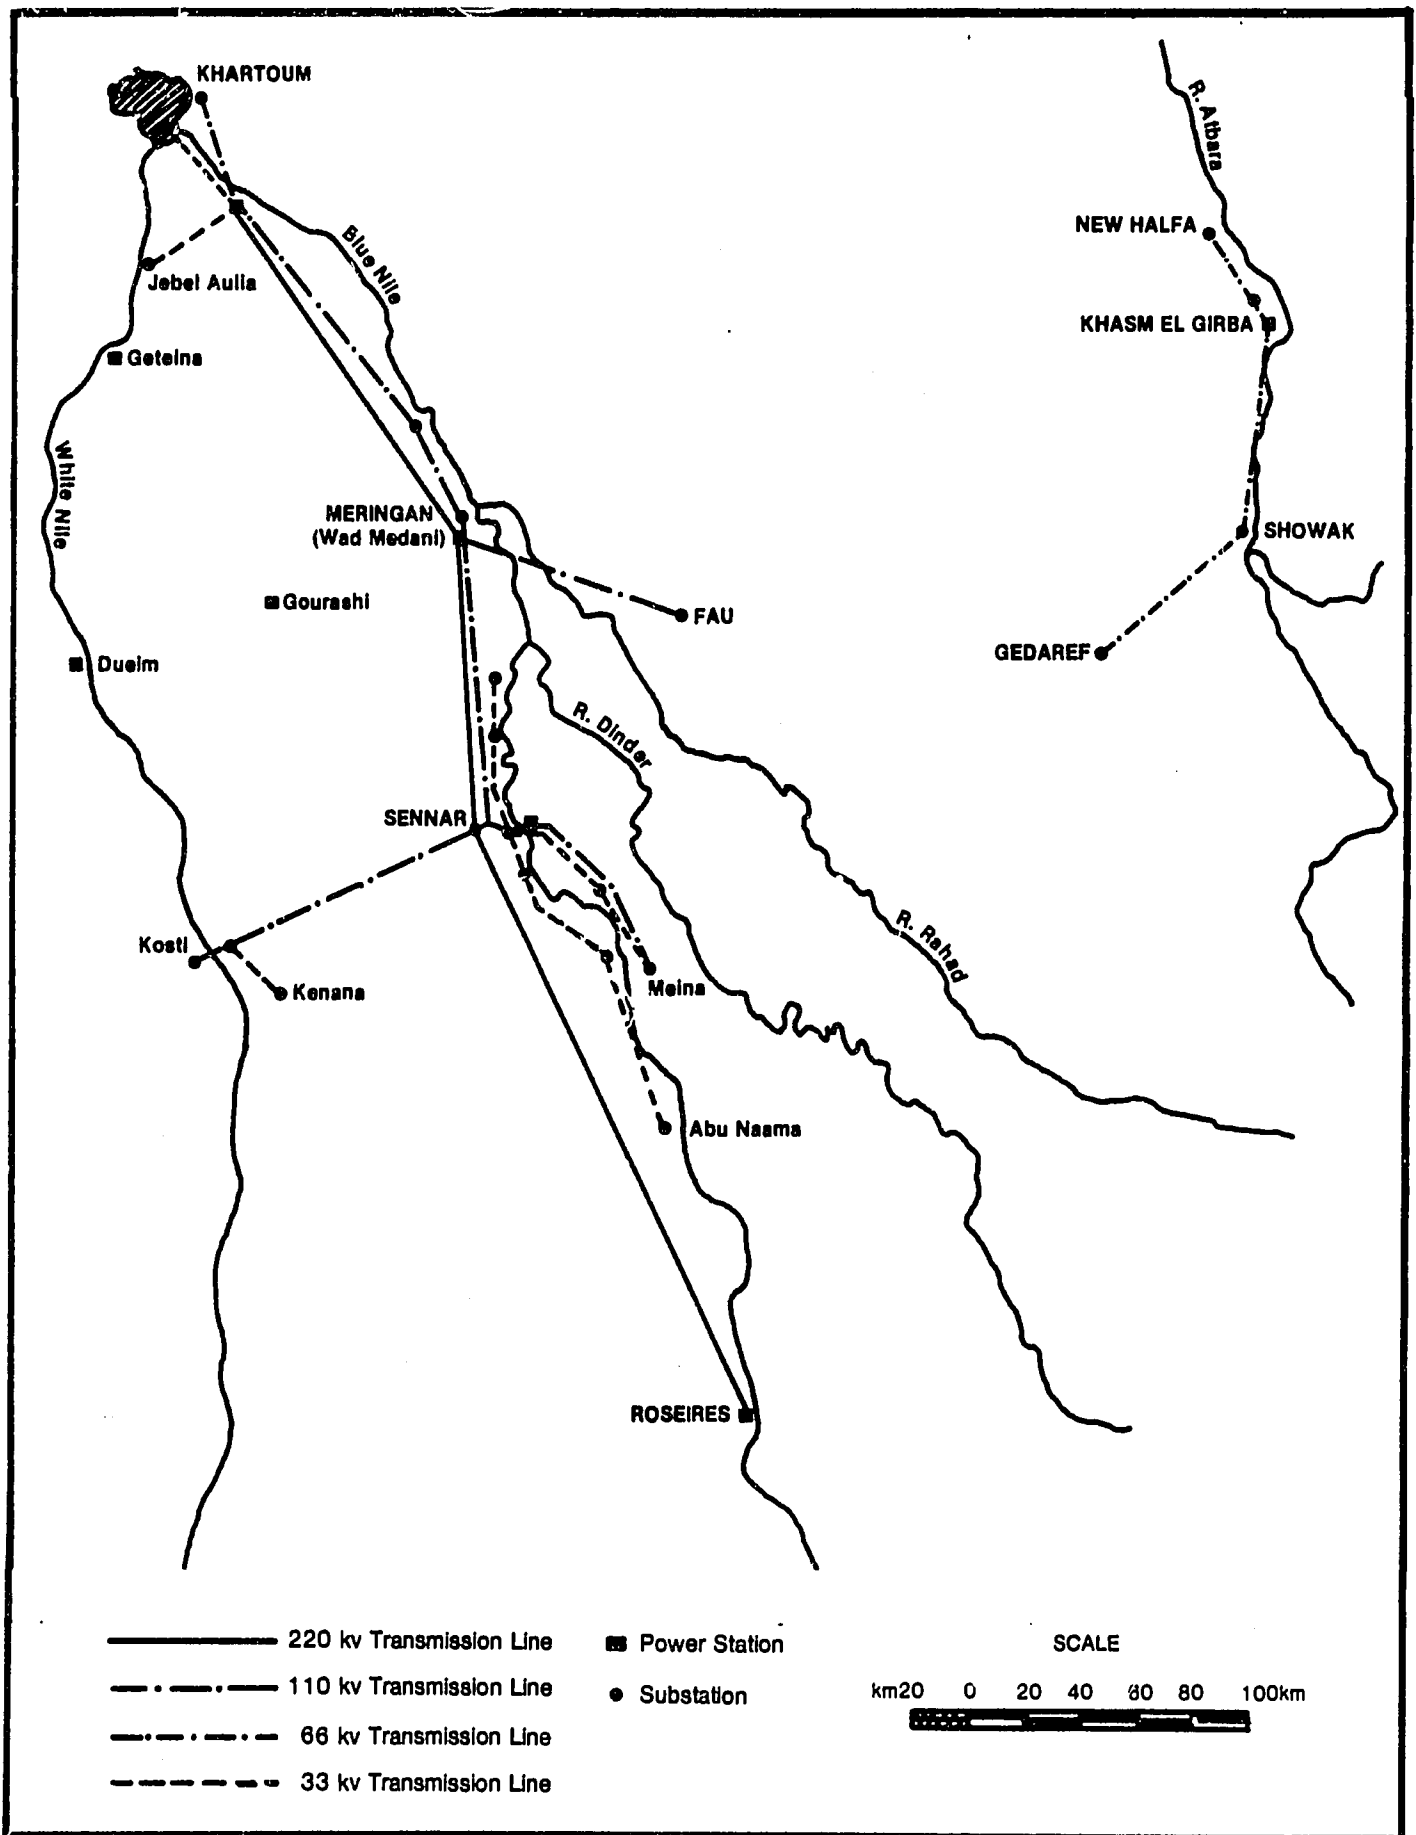 KHARTOUM
R. Atbara
NEW HALFA
Blue Nile
Jebel Aulia
KHASM EL GIRBA
Geteina
White Nile
MERINGAN
(Wad Medani)
SHOWAK
Gourashi
FAU
GEDAREF
Dueim
R. Dinder
SENNAR
R. Rahad
Kosti
Kenana
Meina
Abu Naama
ROSEIRES
220 kv Transmission Line
Power Station
SCALE
110 kv Transmission Line
Substation
km20 0 20 40 60 80 100km
66 kv Transmission Line
33 kv Transmission Line